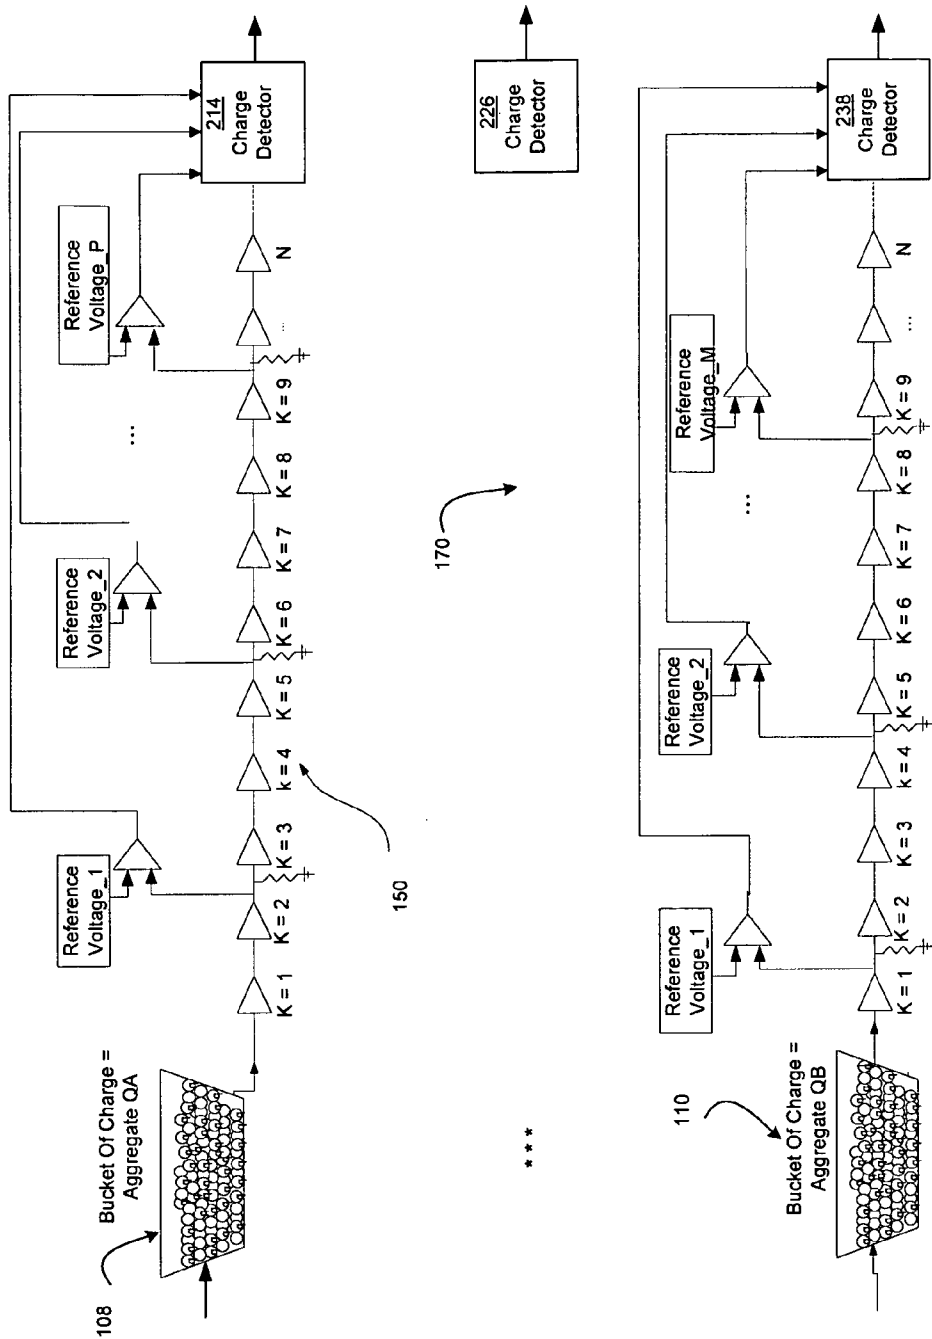 108
Bucket Of Charge =
Aggregate QA
K = 1
K = 2
K = 3
k = 4
K = 5
K = 6
K = 7
K = 8
K = 9
...
N
Reference
Voltage_1
Reference
Voltage_2
...
Reference
Voltage_P
214
Charge
Detector
150
170
* * *
226
Charge
Detector
110
Bucket Of Charge =
Aggregate QB
K = 1
K = 2
K = 3
k = 4
K = 5
K = 6
K = 7
K = 8
K = 9
...
N
Reference
Voltage_1
Reference
Voltage_2
...
Reference
Voltage_M
238
Charge
Detector